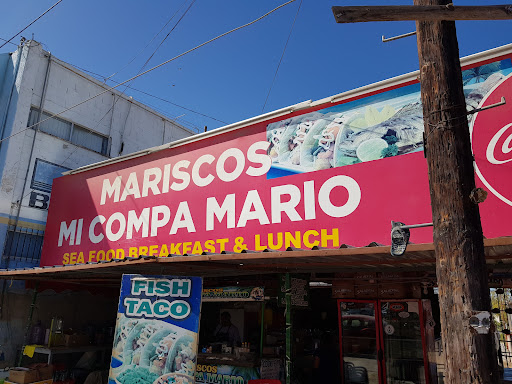 MARISCOS
MI COMPA MARIO
SEA FOOD BREAKFAST & LUNCH
FISH
TACO